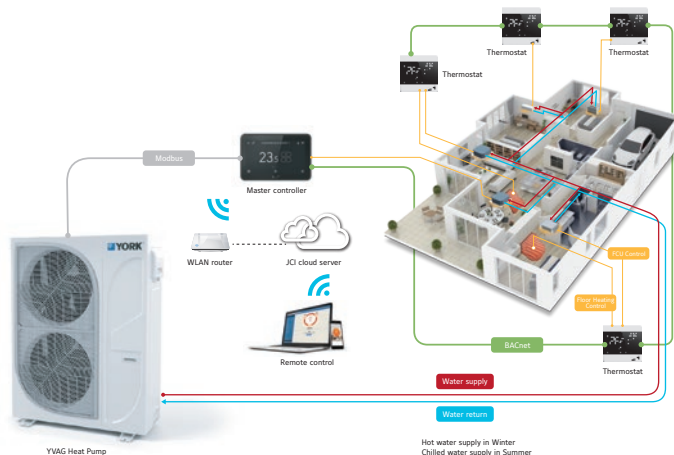 Thermostat
Thermostat
Thermostat
Modbus
23.5
Master controller
YORK
WLAN router
JCI cloud server
FCU Control
Floor Heating
Control
Remote control
BACnet
Thermostat
Water supply
Water return
YVAG Heat Pump
Hot water supply in Winter
Chilled water supply in Summer